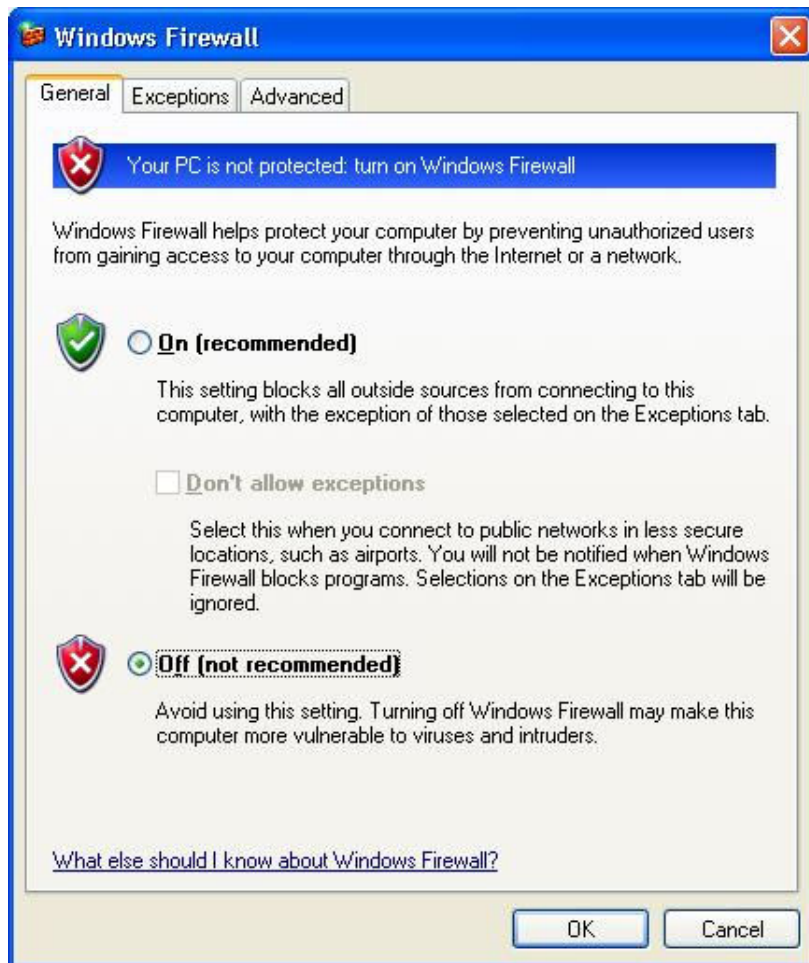 Windows Firewall
General
Exceptions
Advanced
Your PC is not protected: turn on Windows Firewall
Windows Firewall helps protect your computer by preventing unauthorized users
from gaining access to your computer through the Internet or a network.
On (recommended)
This setting blocks all outside sources from connecting to this
computer, with the exception of those selected on the Exceptions tab.
Don't allow exceptions
Select this when you connect to public networks in less secure
locations, such as airports. You will not be notified when Windows
Firewall blocks programs. Selections on the Exceptions tab will be
ignored.
Off (not recommended)
Avoid using this setting. Turning off Windows Firewall may make this
computer more vulnerable to viruses and intruders.
What else should I know about Windows Firewall?
OK
Cancel